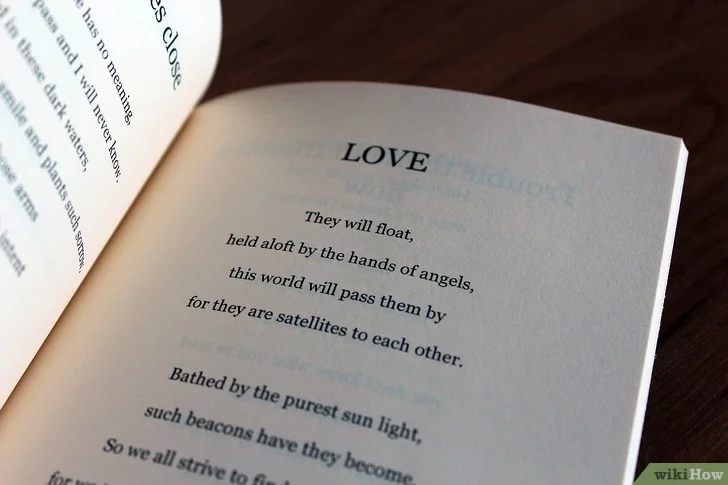 es close
e has no meaning,
pass and I will never know.
d in these dark waters,
smile and plants such sorrow.
ose arms
intent
LOVE
They will float,
held aloft by the hands of angels,
this world will pass them by
for they are satellites to each other.
Bathed by the purest sun light,
such beacons have they become
So we all strive to find
for w
wikiHow